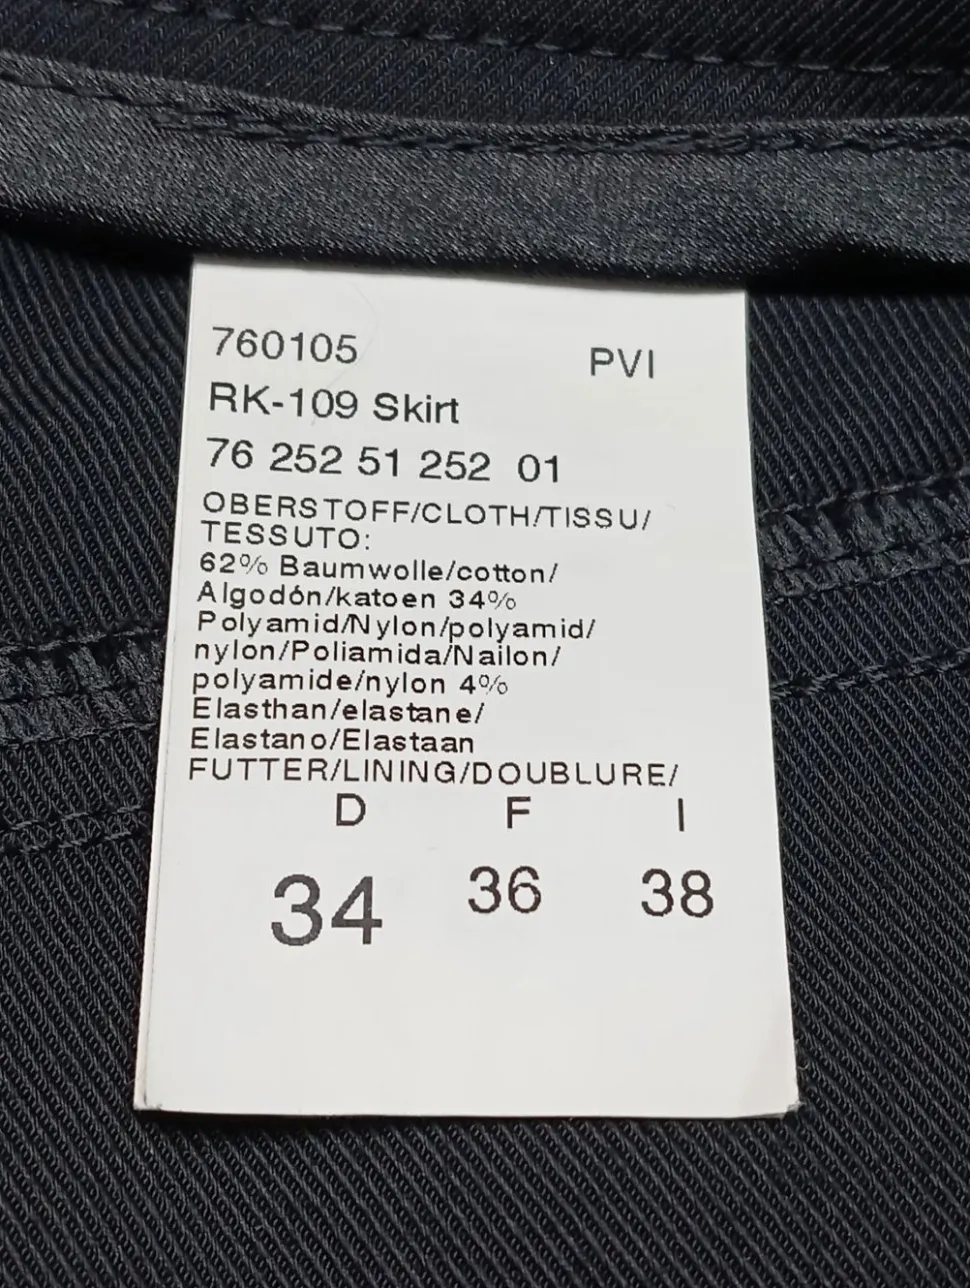 760105 PVI
RK-109 Skirt
76 252 51 252 01
OBERSTOFF/CLOTH/TISSU/
TESSUTO:
62% Baumwolle/cotton/
Algodón/katoen 34%
Polyamid/Nylon/polyamid/
nylon/Poliamida/Nailon/
polyamide/nylon 4%
Elasthan/elastane/
Elastano/Elastaan
FUTTER/LINING/DOUBLURE/
D F I
34 36 38